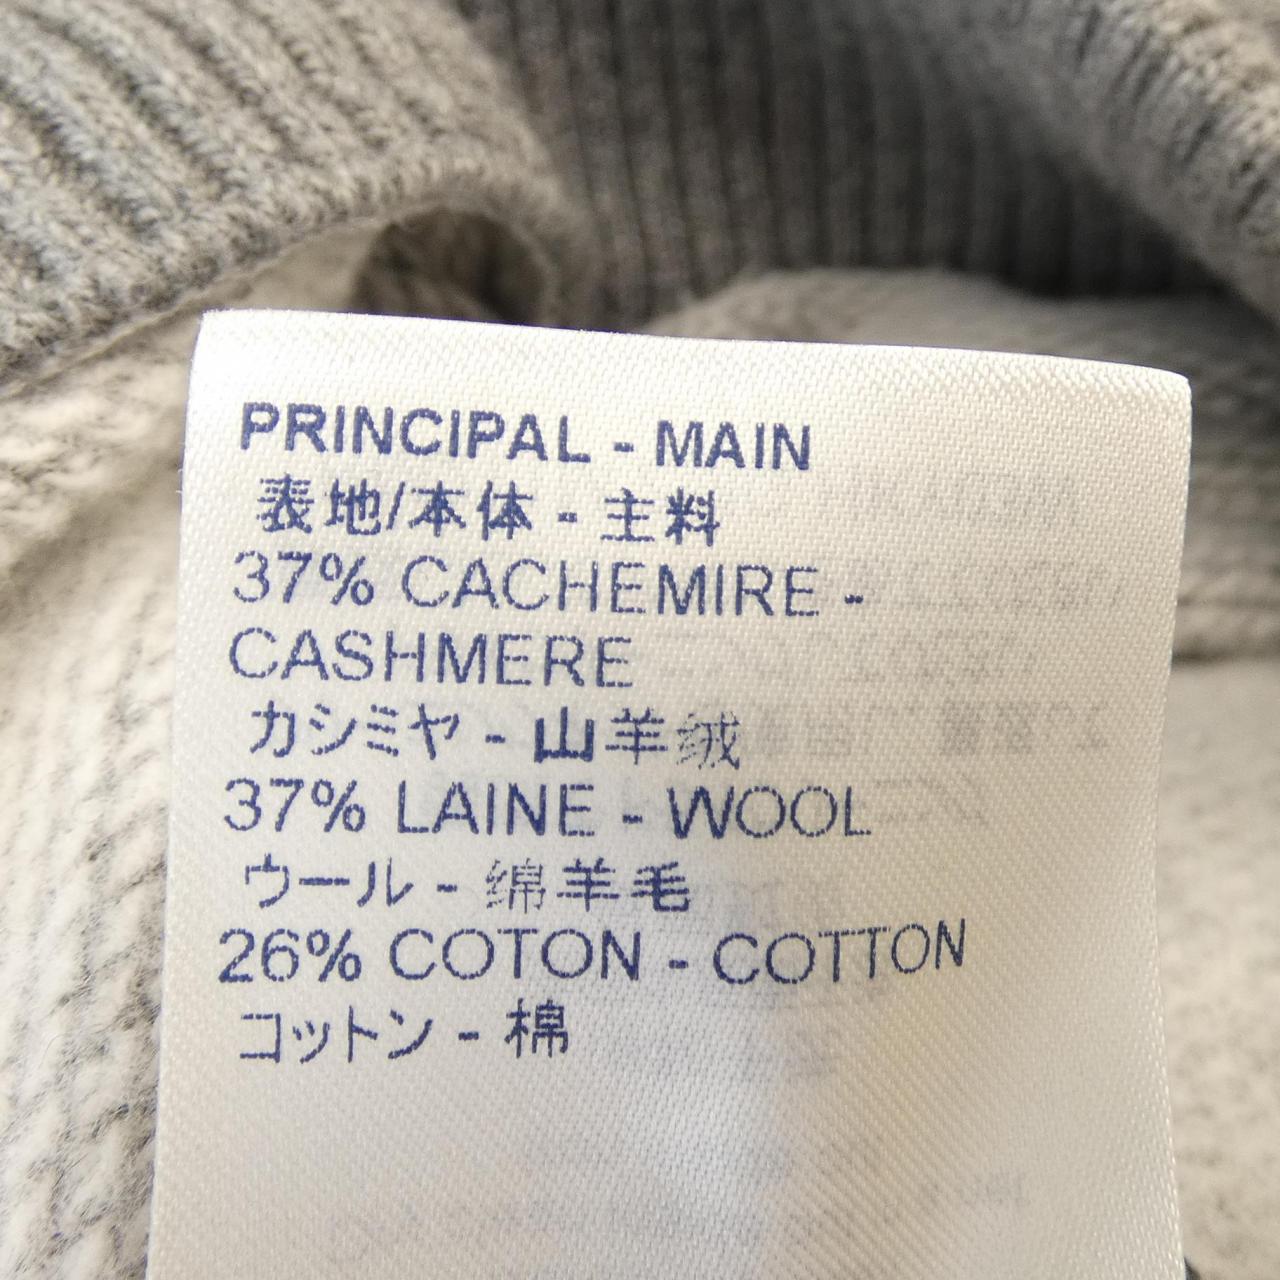 PRINCIPAL - MAIN
表地/本体 - 主料
37% CACHEMIRE -
CASHMERE
カシミヤ - 山羊绒
37% LAINE - WOOL
ウール - 绵羊毛
26% COTON - COTTON
コットン - 棉